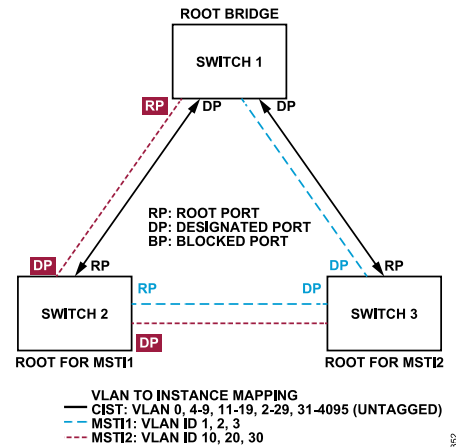 ROOT BRIDGE
SWITCH 1
RP
DP
DP
RP: ROOT PORT
DP: DESIGNATED PORT
BP: BLOCKED PORT
DP
RP
DP
RP
RP
DP
SWITCH 2
SWITCH 3
DP
ROOT FOR MSTI1
ROOT FOR MSTI2
VLAN TO INSTANCE MAPPING
CIST: VLAN 0, 4-9, 11-19, 2-29, 31-4095 (UNTAGGED)
MSTI1: VLAN ID 1, 2, 3
MSTI2: VLAN ID 10, 20, 30